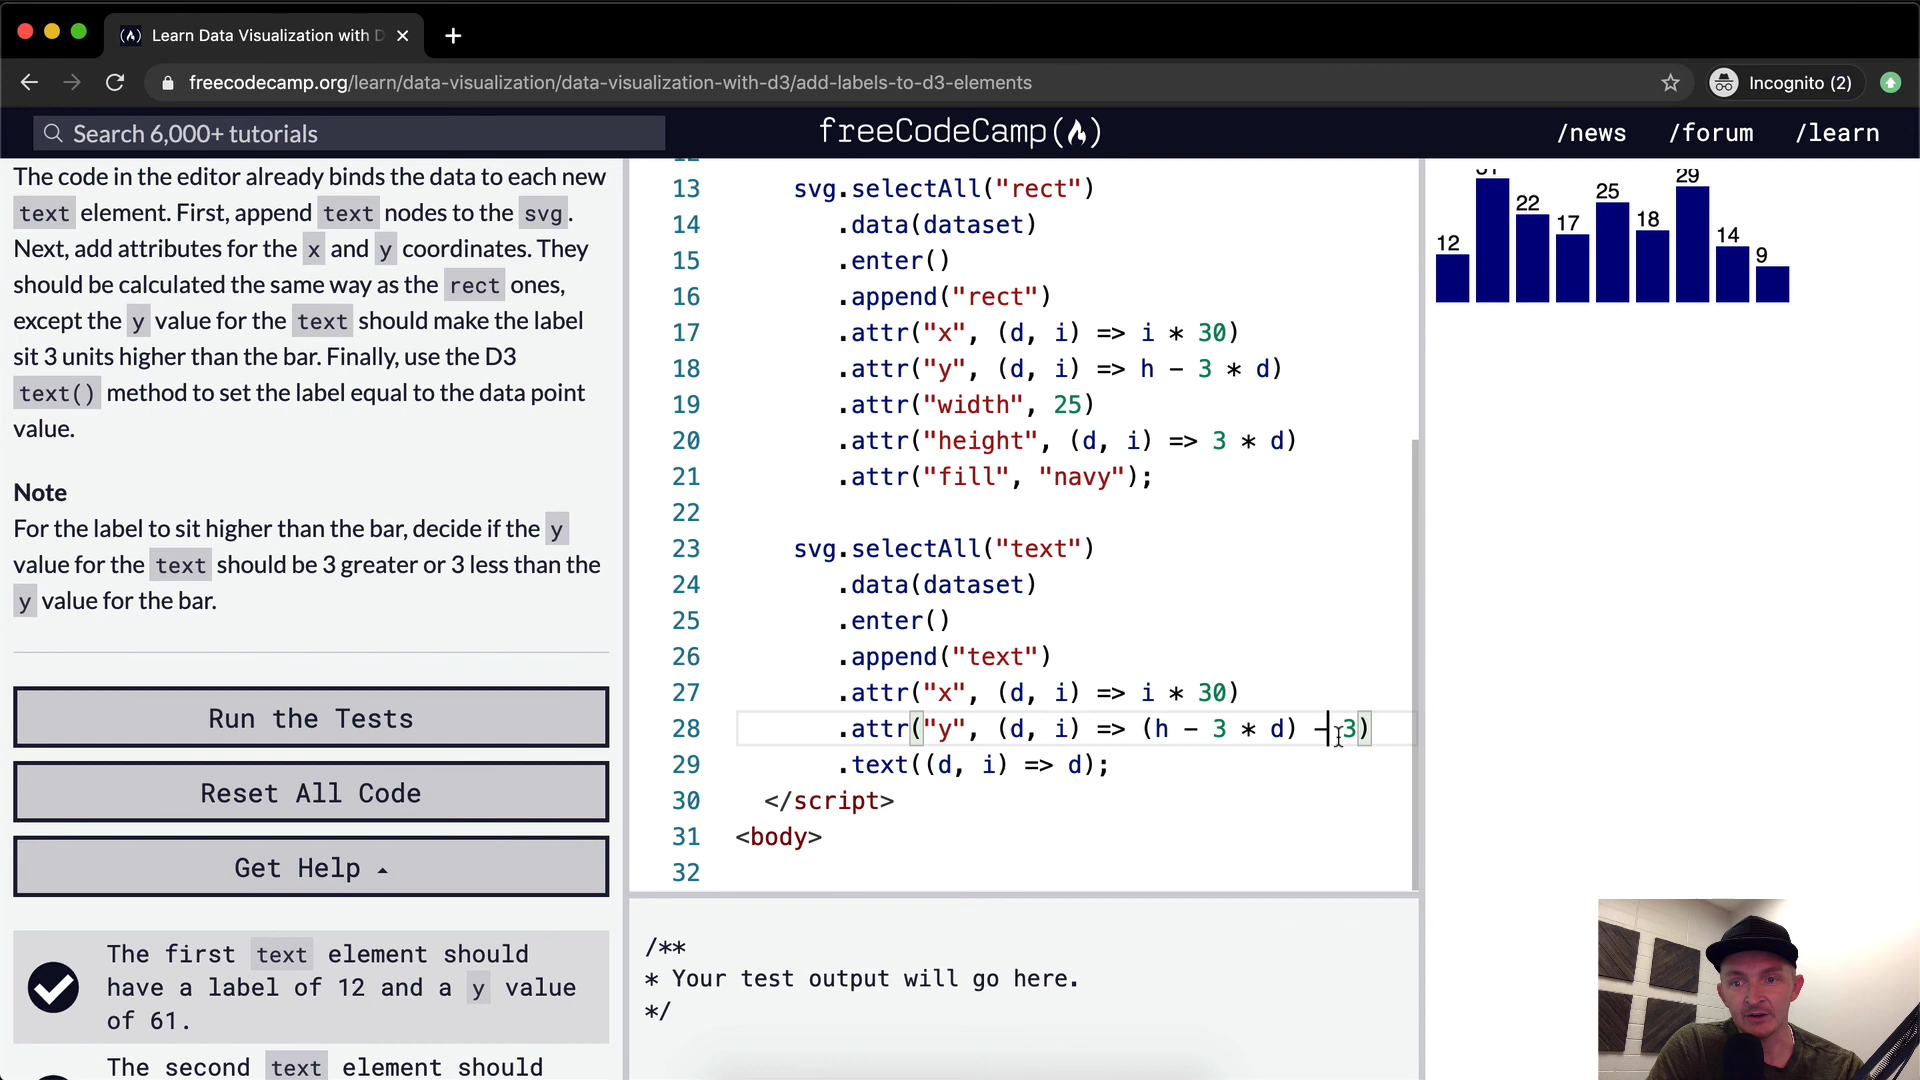 Learn Data Visualization with D
freecodecamp.org/learn/data-visualization/data-visualization-with-d3/add-labels-to-d3-elements
Incognito (2)
Search 6,000+ tutorials
freeCodeCamp
/news
/forum
/learn
The code in the editor already binds the data to each new
text element. First, append text nodes to the svg.
Next, add attributes for the x and y coordinates. They
should be calculated the same way as the rect ones,
except the y value for the text should make the label
sit 3 units higher than the bar. Finally, use the D3
text() method to set the label equal to the data point
value.
Note
For the label to sit higher than the bar, decide if the y
value for the text should be 3 greater or 3 less than the
y value for the bar.
Run the Tests
Reset All Code
Get Help
The first text element should
have a label of 12 and a y value
of 61.
The second text element should
13 svg.selectAll("rect")
14 .data(dataset)
15 .enter()
16 .append("rect")
17 .attr("x", (d, i) => i * 30)
18 .attr("y", (d, i) => h - 3 * d)
19 .attr("width", 25)
20 .attr("height", (d, i) => 3 * d)
21 .attr("fill", "navy");
22
23 svg.selectAll("text")
24 .data(dataset)
25 .enter()
26 .append("text")
27 .attr("x", (d, i) => i * 30)
28 .attr("y", (d, i) => (h - 3 * d) - 3)
29 .text((d, i) => d);
30 </script>
31 <body>
32
/**
* Your test output will go here.
*/
12
22
17
25
18
29
14
9